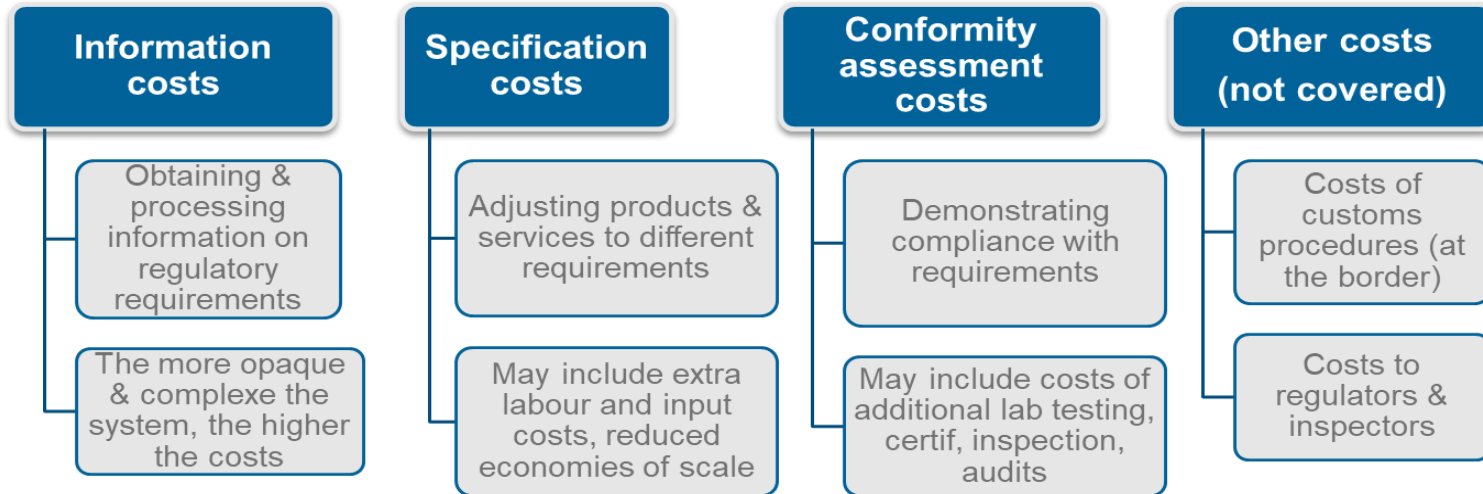 Information
costs
Obtaining &
processing
information on
regulatory
requirements
The more opaque
& complexe the
system, the higher
the costs
Specification
costs
Adjusting products &
services to different
requirements
May include extra
labour and input
costs, reduced
economies of scale
Conformity
assessment
costs
Demonstrating
compliance with
requirements
May include costs of
additional lab testing,
certif, inspection,
audits
Other costs
(not covered)
Costs of
customs
procedures (at
the border)
Costs to
regulators &
inspectors